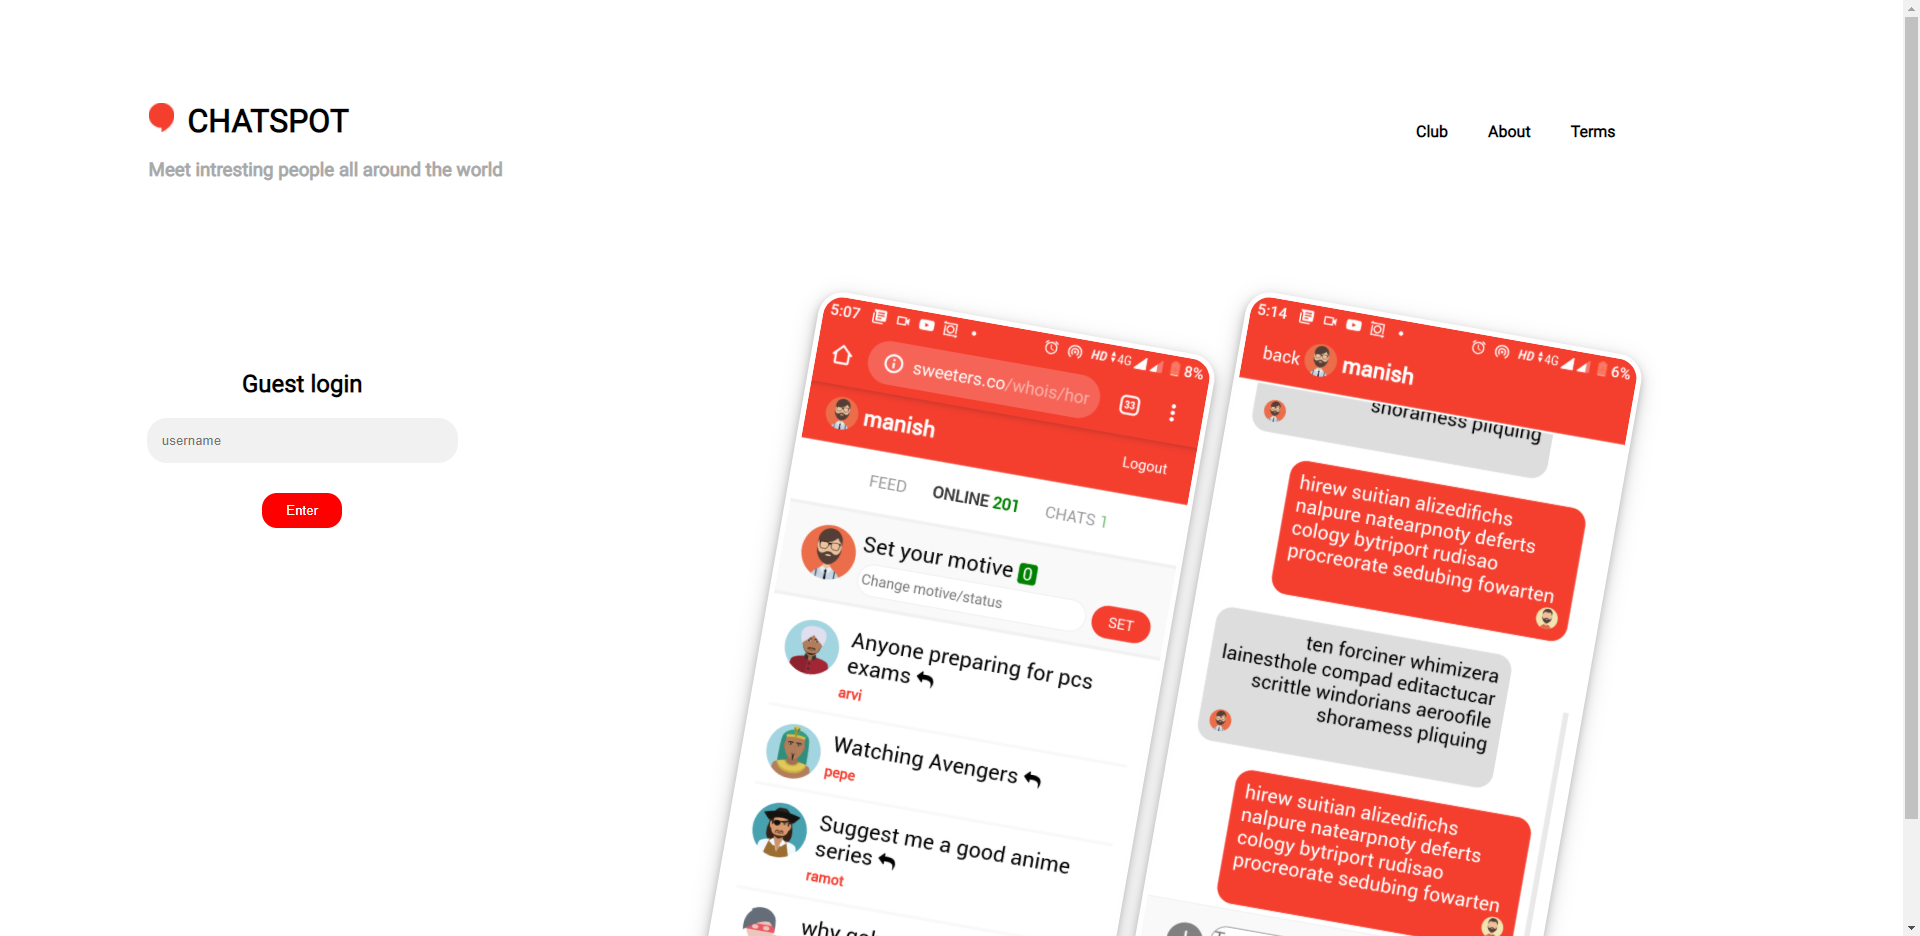 CHATSPOT
Meet intresting people all around the world
Club
About
Terms
Guest login
username
Enter
5:07
HD 4G 8%
sweeters.co/whois/hor
33
manish
Logout
FEED
ONLINE 201
CHATS 1
Set your motive 0
Change motive/status
SET
Anyone preparing for pcs
exams
arvi
Watching Avengers
pepe
Suggest me a good anime
series
ramot
why
5:14
HD 4G 6%
back
manish
shoramess pliquing
hirew suitian alizedifichs
nalpure natearpnoty deferts
cology bytriport rudisao
procreorate sedubing fowarten
ten forciner whimizera
lainesthole compad editactucar
scrittle windorians aeroofile
shoramess pliquing
hirew suitian alizedifichs
nalpure natearpnoty deferts
cology bytriport rudisao
procreorate sedubing fowarten